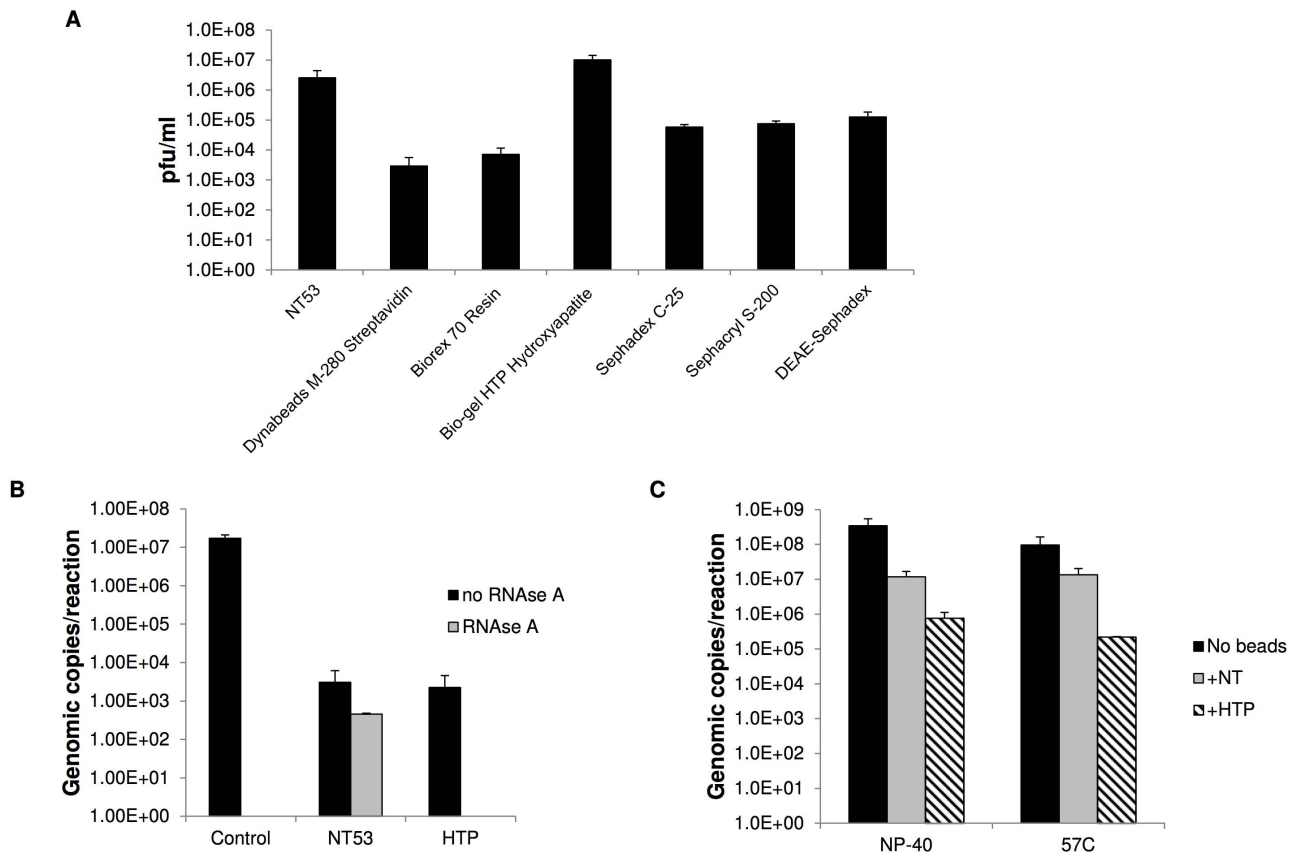 A
1.0E+08
1.0E+07
1.0E+06
1.0E+05
1.0E+04
1.0E+03
1.0E+02
1.0E+01
1.0E+00
pfu/ml
NT53
Dynabeads M-280 Streptavidin
Biorex 70 Resin
Bio-gel HTP Hydroxyapatite
Sephadex C-25
Sephacryl S-200
DEAE-Sephadex
B
1.00E+08
1.00E+07
1.00E+06
1.00E+05
1.00E+04
1.00E+03
1.00E+02
1.00E+01
1.00E+00
Genomic copies/reaction
no RNAse A
RNAse A
Control
NT53
HTP
C
1.0E+09
1.0E+08
1.0E+07
1.0E+06
1.0E+05
1.0E+04
1.0E+03
1.0E+02
1.0E+01
1.0E+00
Genomic copies/reaction
No beads
+NT
+HTP
NP-40
57C